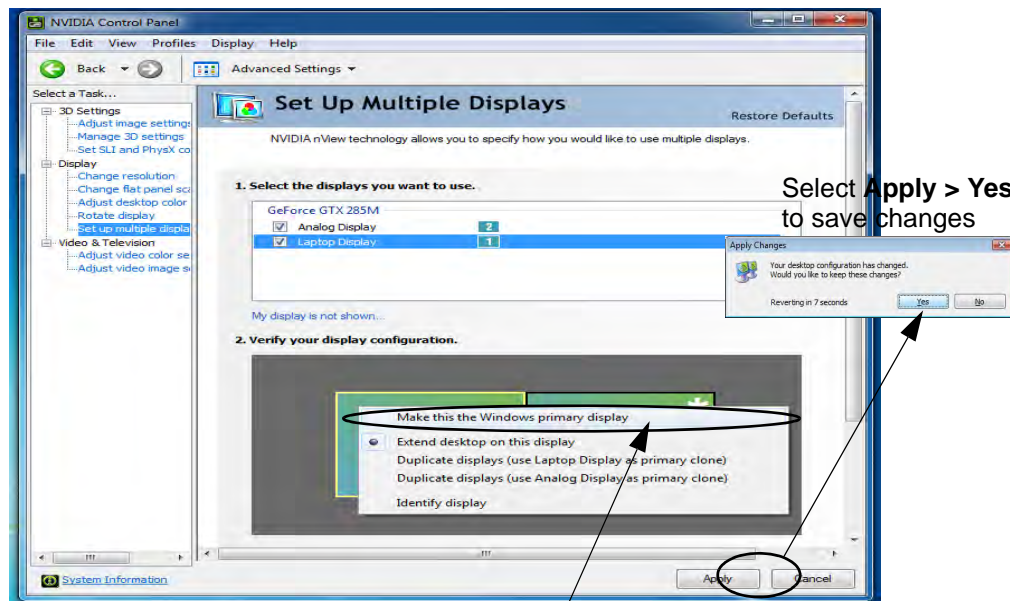 NVIDIA Control Panel
File Edit View Profiles Display Help
Back
Advanced Settings
Select a Task...
3D Settings
Adjust image settings
Manage 3D settings
Set SLI and PhysX co
Display
Change resolution
Change flat panel sca
Adjust desktop color
Rotate display
Set up multiple displa
Video & Television
Adjust video color se
Adjust video image s
System Information
Set Up Multiple Displays
Restore Defaults
NVIDIA nView technology allows you to specify how you would like to use multiple displays.
1. Select the displays you want to use.
GeForce GTX 285M
Analog Display 2
Laptop Display 1
My display is not shown...
2. Verify your display configuration.
Make this the Windows primary display
Extend desktop on this display
Duplicate displays (use Laptop Display as primary clone)
Duplicate displays (use Analog Display as primary clone)
Identify display
Apply Cancel
Select Apply > Yes
to save changes
Apply Changes
Your desktop configuration has changed.
Would you like to keep these changes?
Reverting in 7 seconds Yes No